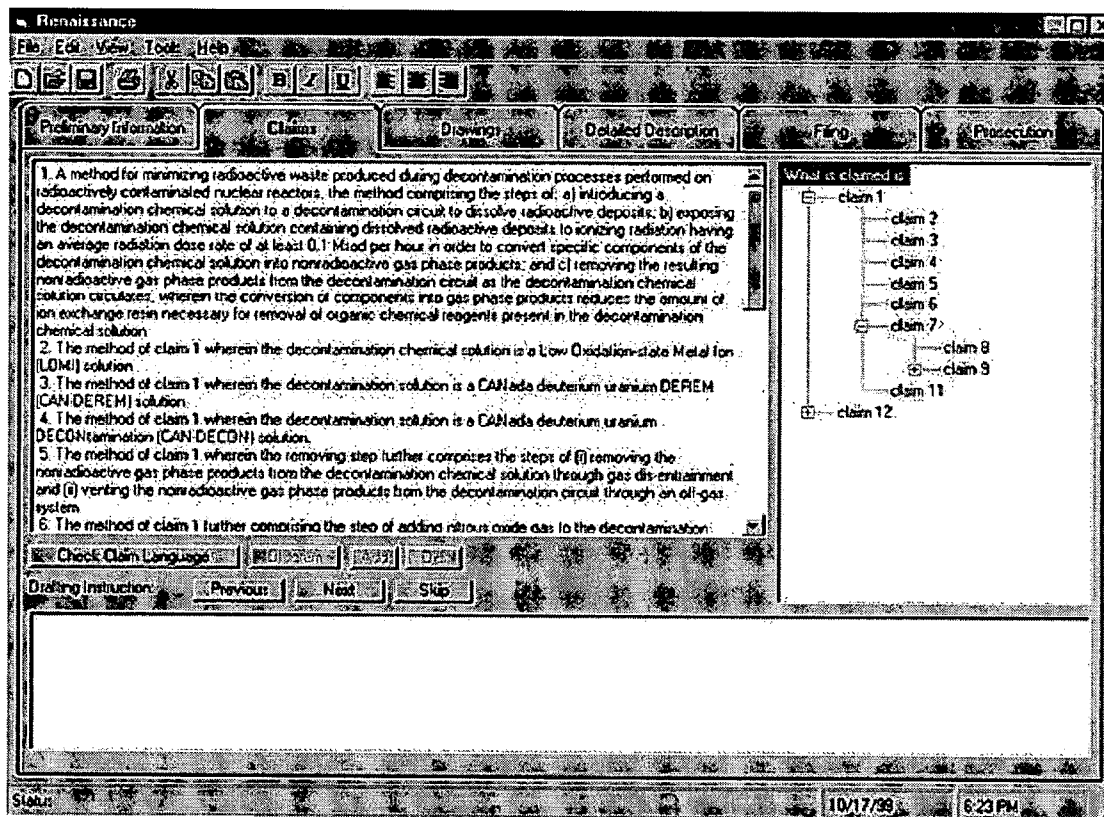 Renaissance
File Edit View Tools Help
B I U
Preliminary Information Claims Drawings Detailed Description Filing Prosecution
1. A method for minimizing radioactive waste produced during decontamination processes performed on
radioactively contaminated nuclear reactors, the method comprising the steps of: a) introducing a
decontamination chemical solution to a decontamination circuit to dissolve radioactive deposits; b) exposing
the decontamination chemical solution containing dissolved radioactive deposits to ionizing radiation having
an average radiation dose rate of at least 0.1 Mrad per hour in order to convert specific components of the
decontamination chemical solution into nonradioactive gas phase products; and c) removing the resulting
nonradioactive gas phase products from the decontamination circuit as the decontamination chemical
solution circulates, wherein the conversion of components into gas phase products reduces the amount of
ion exchange resin necessary for removal of organic chemical reagents present in the decontamination
chemical solution.
2. The method of claim 1 wherein the decontamination chemical solution is a Low Oxidation-state Metal Ion
(LOMI) solution.
3. The method of claim 1 wherein the decontamination solution is a CANada deuterium uranium DEREM
(CAN-DEREM) solution.
4. The method of claim 1 wherein the decontamination solution is a CANada deuterium uranium
DECONtamination (CAN-DECON) solution.
5. The method of claim 1 wherein the removing step further comprises the steps of (i) removing the
nonradioactive gas phase products from the decontamination chemical solution through gas dis-entrainment
and (ii) venting the nonradioactive gas phase products from the decontamination circuit through an off-gas
system.
6. The method of claim 1 further comprising the step of adding nitrous oxide gas to the decontamination
What is claimed is
claim 1
claim 2
claim 3
claim 4
claim 5
claim 6
claim 7
claim 8
claim 9
claim 11
claim 12
Check Claim Language
Drafting Instruction: Previous Next Skip
Status 10/17/99 6:23 PM